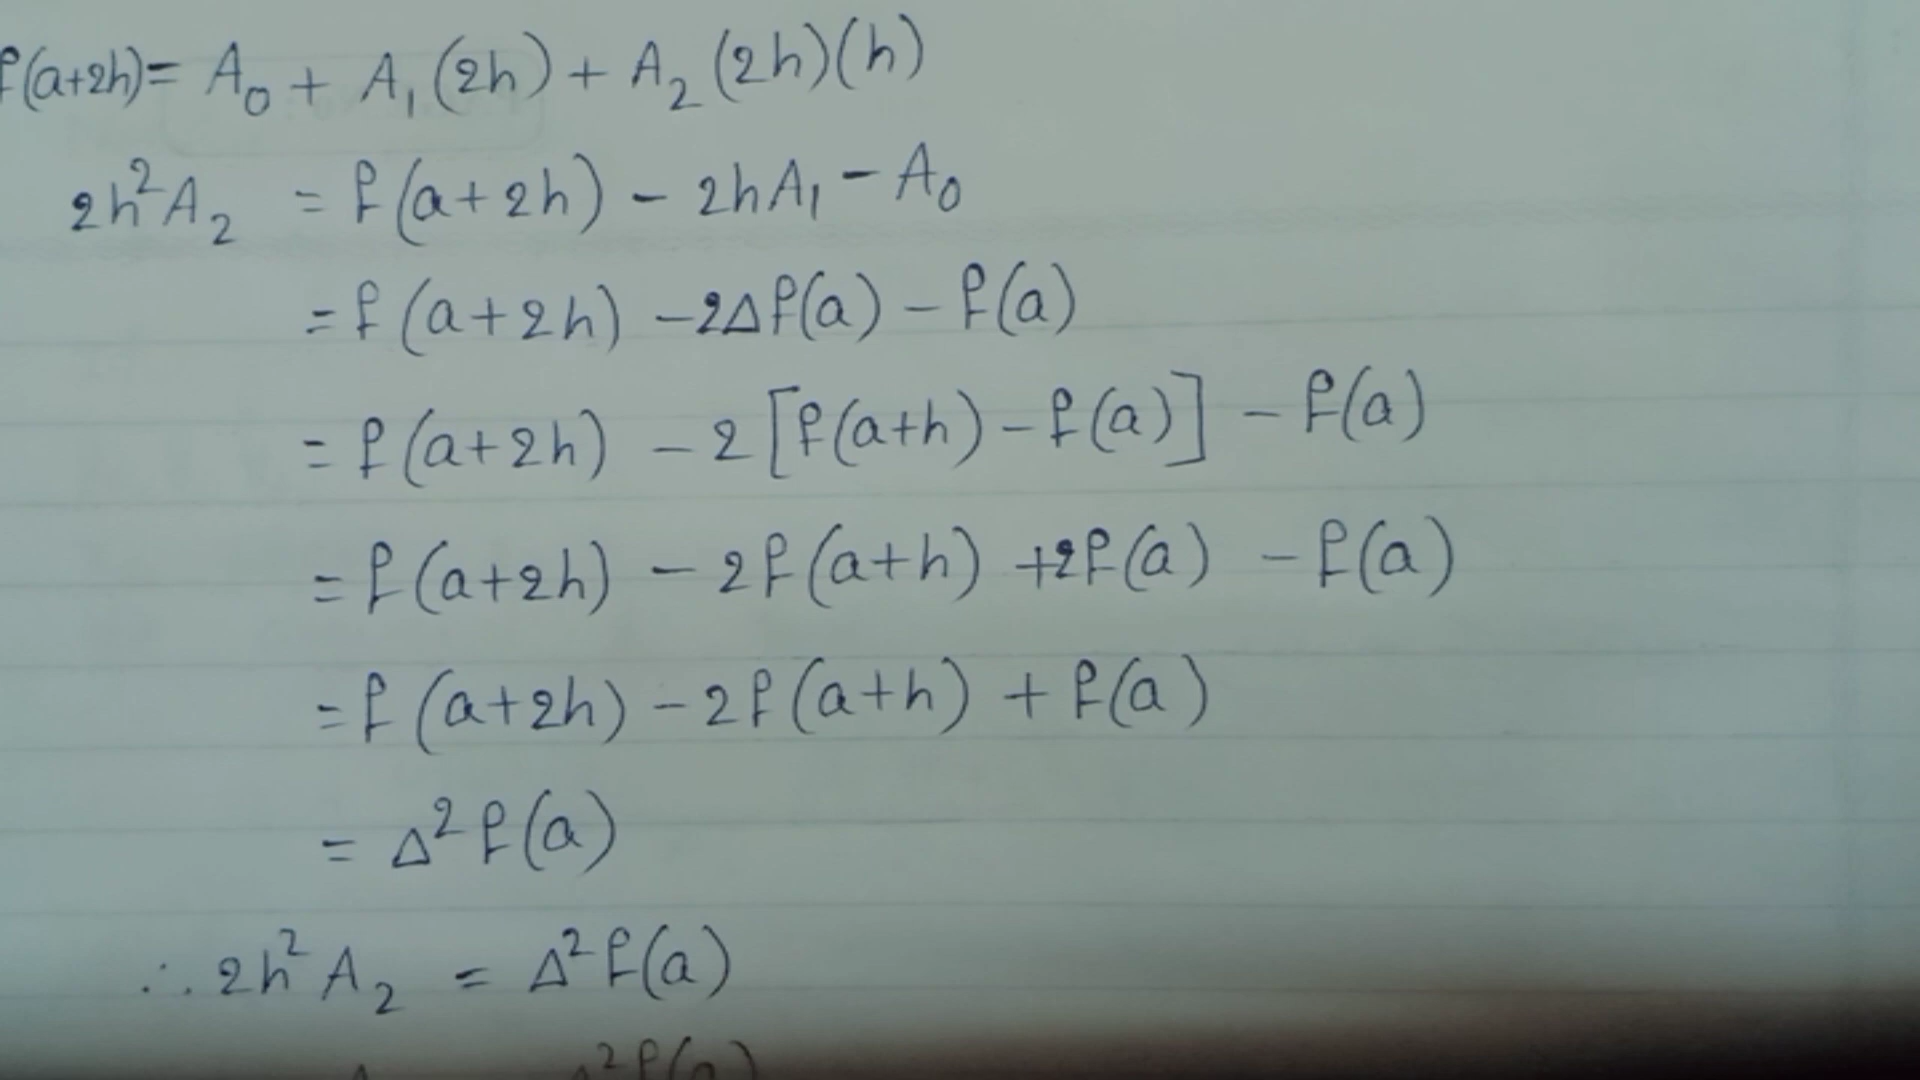 f(a+2h)= A₀ + A₁(2h) + A₂(2h)(h)
2h²A₂ = f(a+2h) - 2hA₁ - A₀
= f(a+2h) -2Δf(a) - f(a)
= f(a+2h) - 2[f(a+h) - f(a)] - f(a)
= f(a+2h) - 2f(a+h) +2f(a) - f(a)
= f(a+2h) - 2f(a+h) + f(a)
= Δ²f(a)
∴ 2h²A₂ = Δ²f(a)